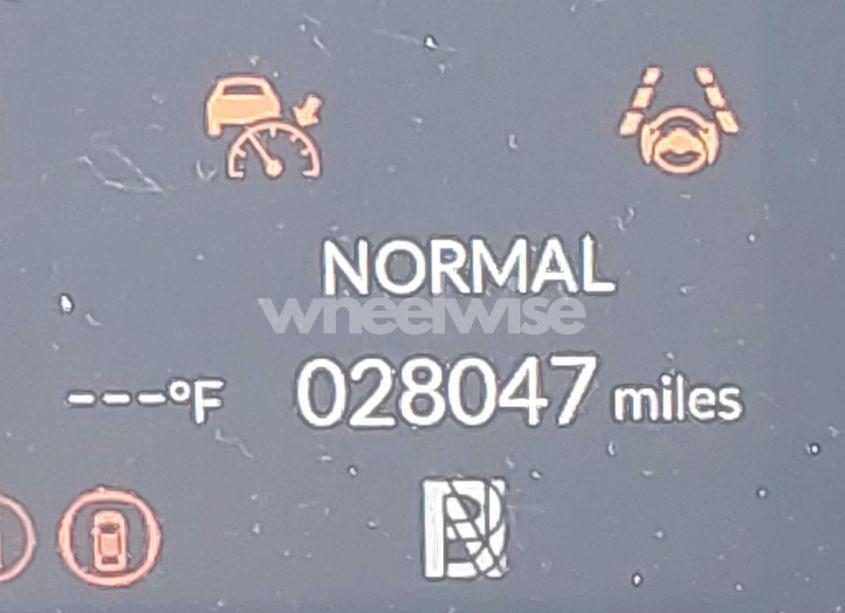 NORMAL
wheelwise
---°F 028047 miles